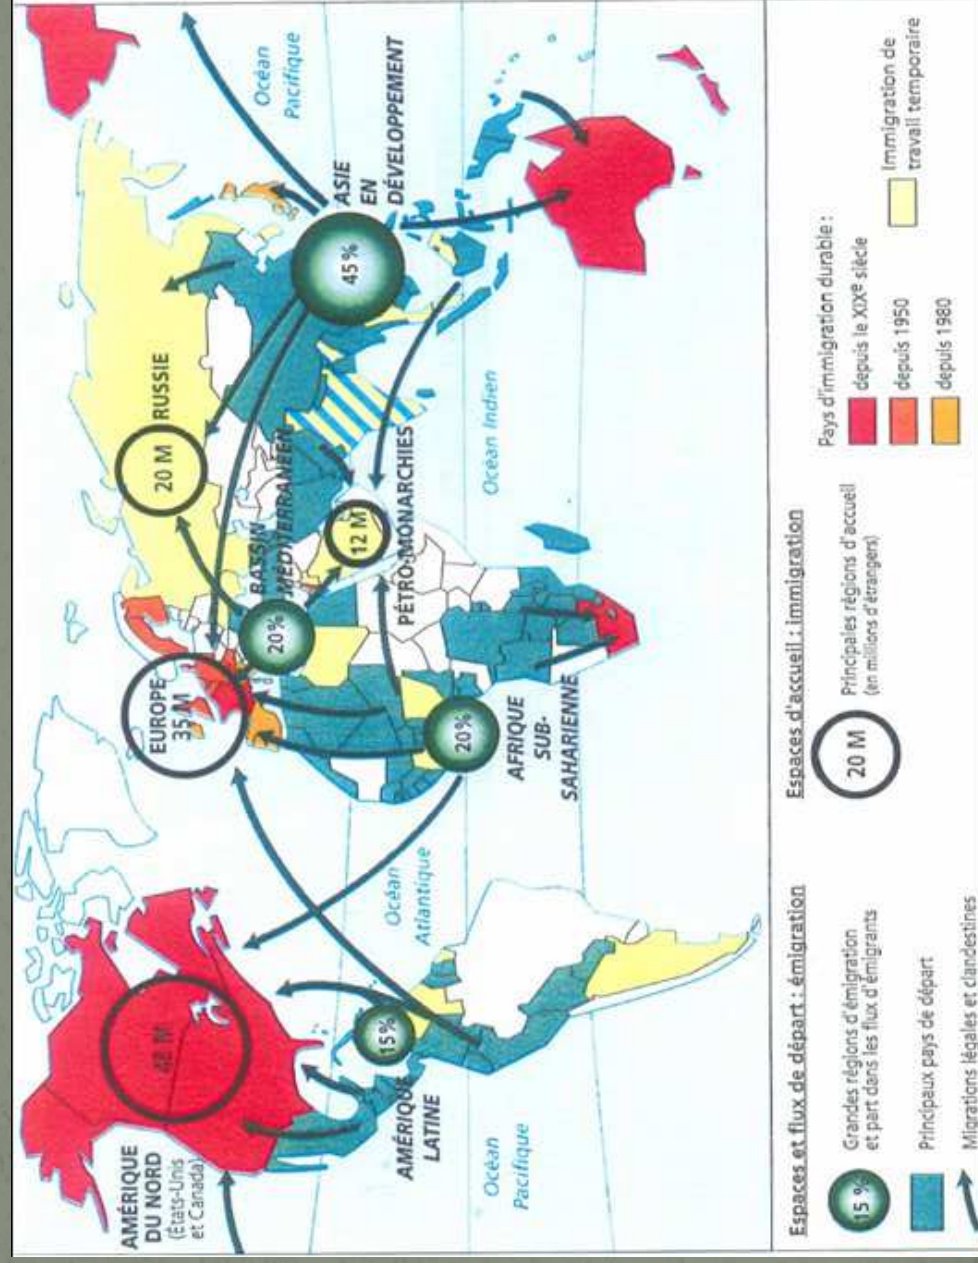 AMÉRIQUE
DU NORD
(États-Unis
et Canada)
48 M
EUROPE
35 M
20 M
RUSSIE
Océan
Pacifique
BASSIN
MÉDITERRANÉEN
20%
12 M
PÉTRO-MONARCHIES
45 %
ASIE
EN
DÉVELOPPEMENT
Océan
Atlantique
15%
AMÉRIQUE
LATINE
20%
AFRIQUE
SUB-
SAHARIENNE
Océan Indien
Océan
Pacifique
Espaces et flux de départ : émigration
15 %
Grandes régions d'émigration
et part dans les flux d'émigrants
Principaux pays de départ
Migrations légales et clandestines
Espaces d'accueil : immigration
20 M
Principales régions d'accueil
(en millions d'étrangers)
Pays d'immigration durable :
depuis le XIXe siècle
depuis 1950
depuis 1980
Immigration de
travail temporaire